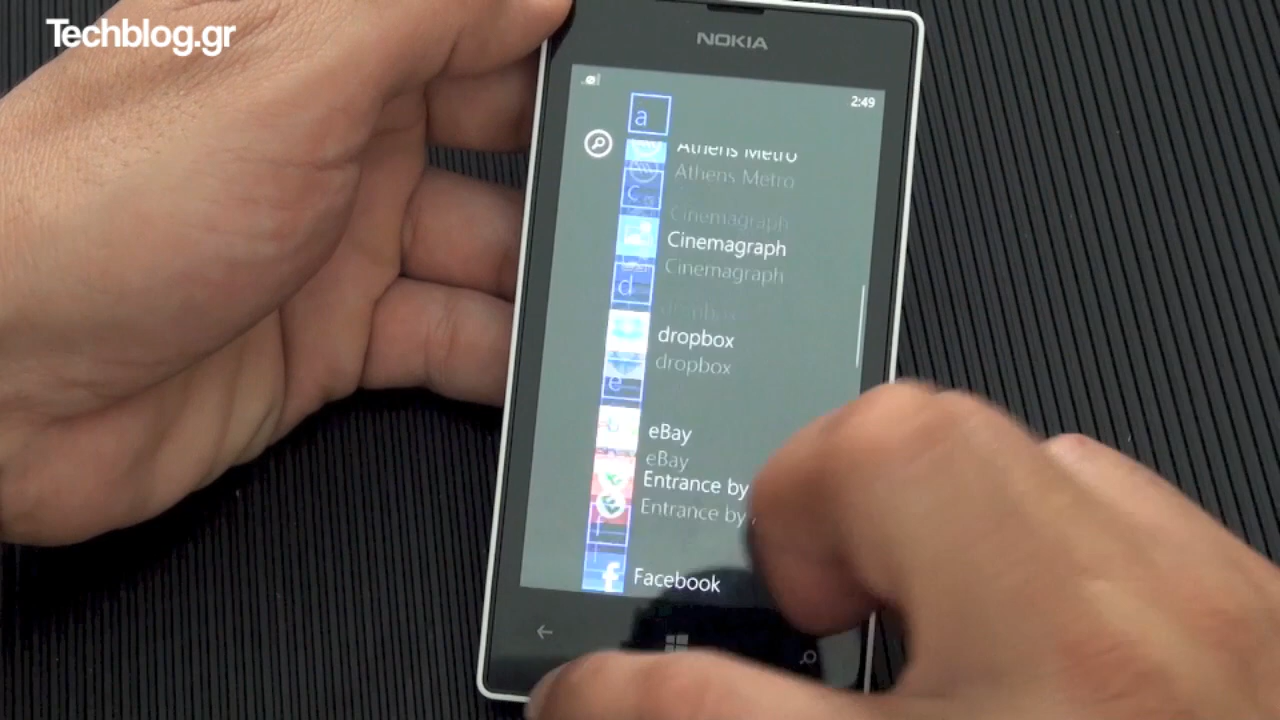 Techblog.gr
NOKIA
2:49
a
Athens Metro
Athens Metro
c
Cinemagraph
Cinemagraph
Cinemagraph
d
dropbox
dropbox
dropbox
e
eBay
eBay
Entrance by
Entrance by
f
Facebook